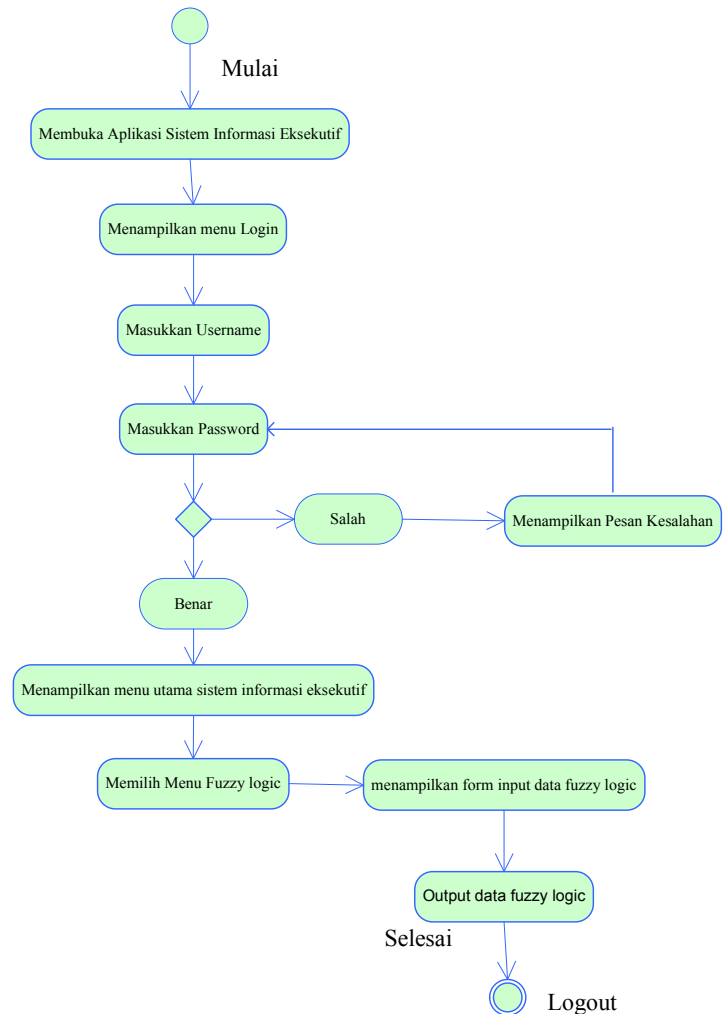 Mulai
Membuka Aplikasi Sistem Informasi Eksekutif
Menampilkan menu Login
Masukkan Username
Masukkan Password
Salah
Menampilkan Pesan Kesalahan
Benar
Menampilkan menu utama sistem informasi eksekutif
Memilih Menu Fuzzy logic
menampilkan form input data fuzzy logic
Output data fuzzy logic
Selesai
Logout